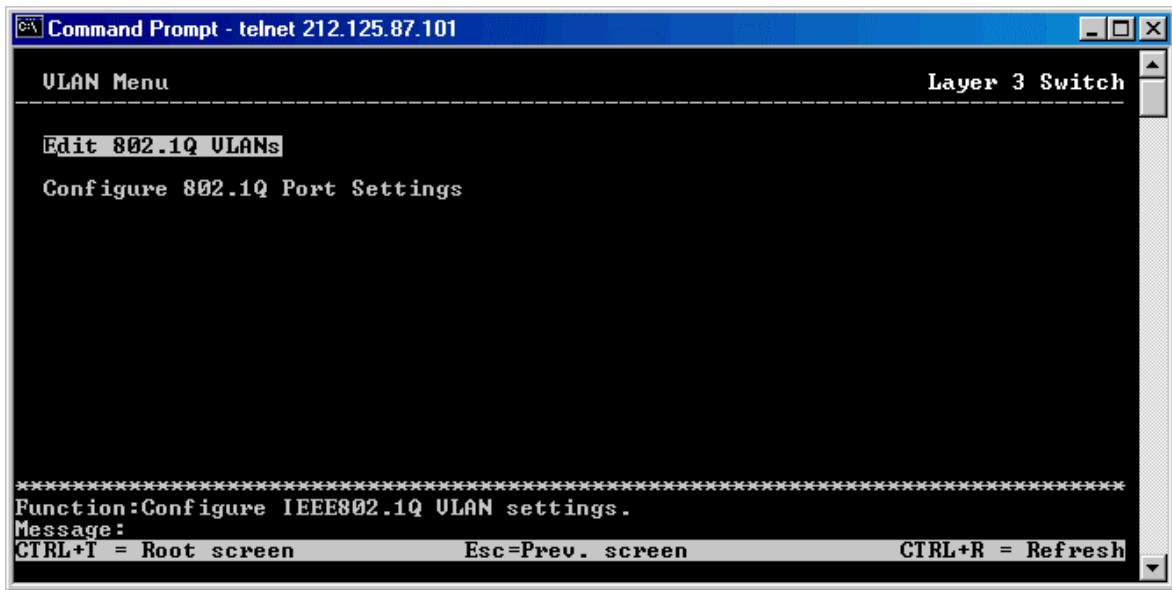 Command Prompt - telnet 212.125.87.101
VLAN Menu Layer 3 Switch
Edit 802.1Q VLANs
Configure 802.1Q Port Settings
*******************************************************************************
Function:Configure IEEE802.1Q VLAN settings.
Message:
CTRL+T = Root screen Esc=Prev. screen CTRL+R = Refresh